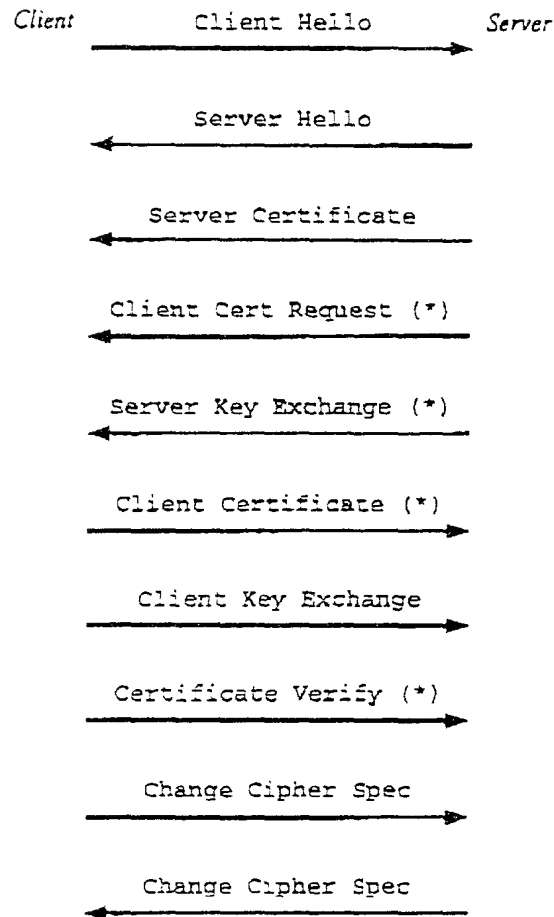 Client Client Hello Server
Server Hello
Server Certificate
Client Cert Request (*)
Server Key Exchange (*)
Client Certificate (*)
Client Key Exchange
Certificate Verify (*)
Change Cipher Spec
Change Cipher Spec